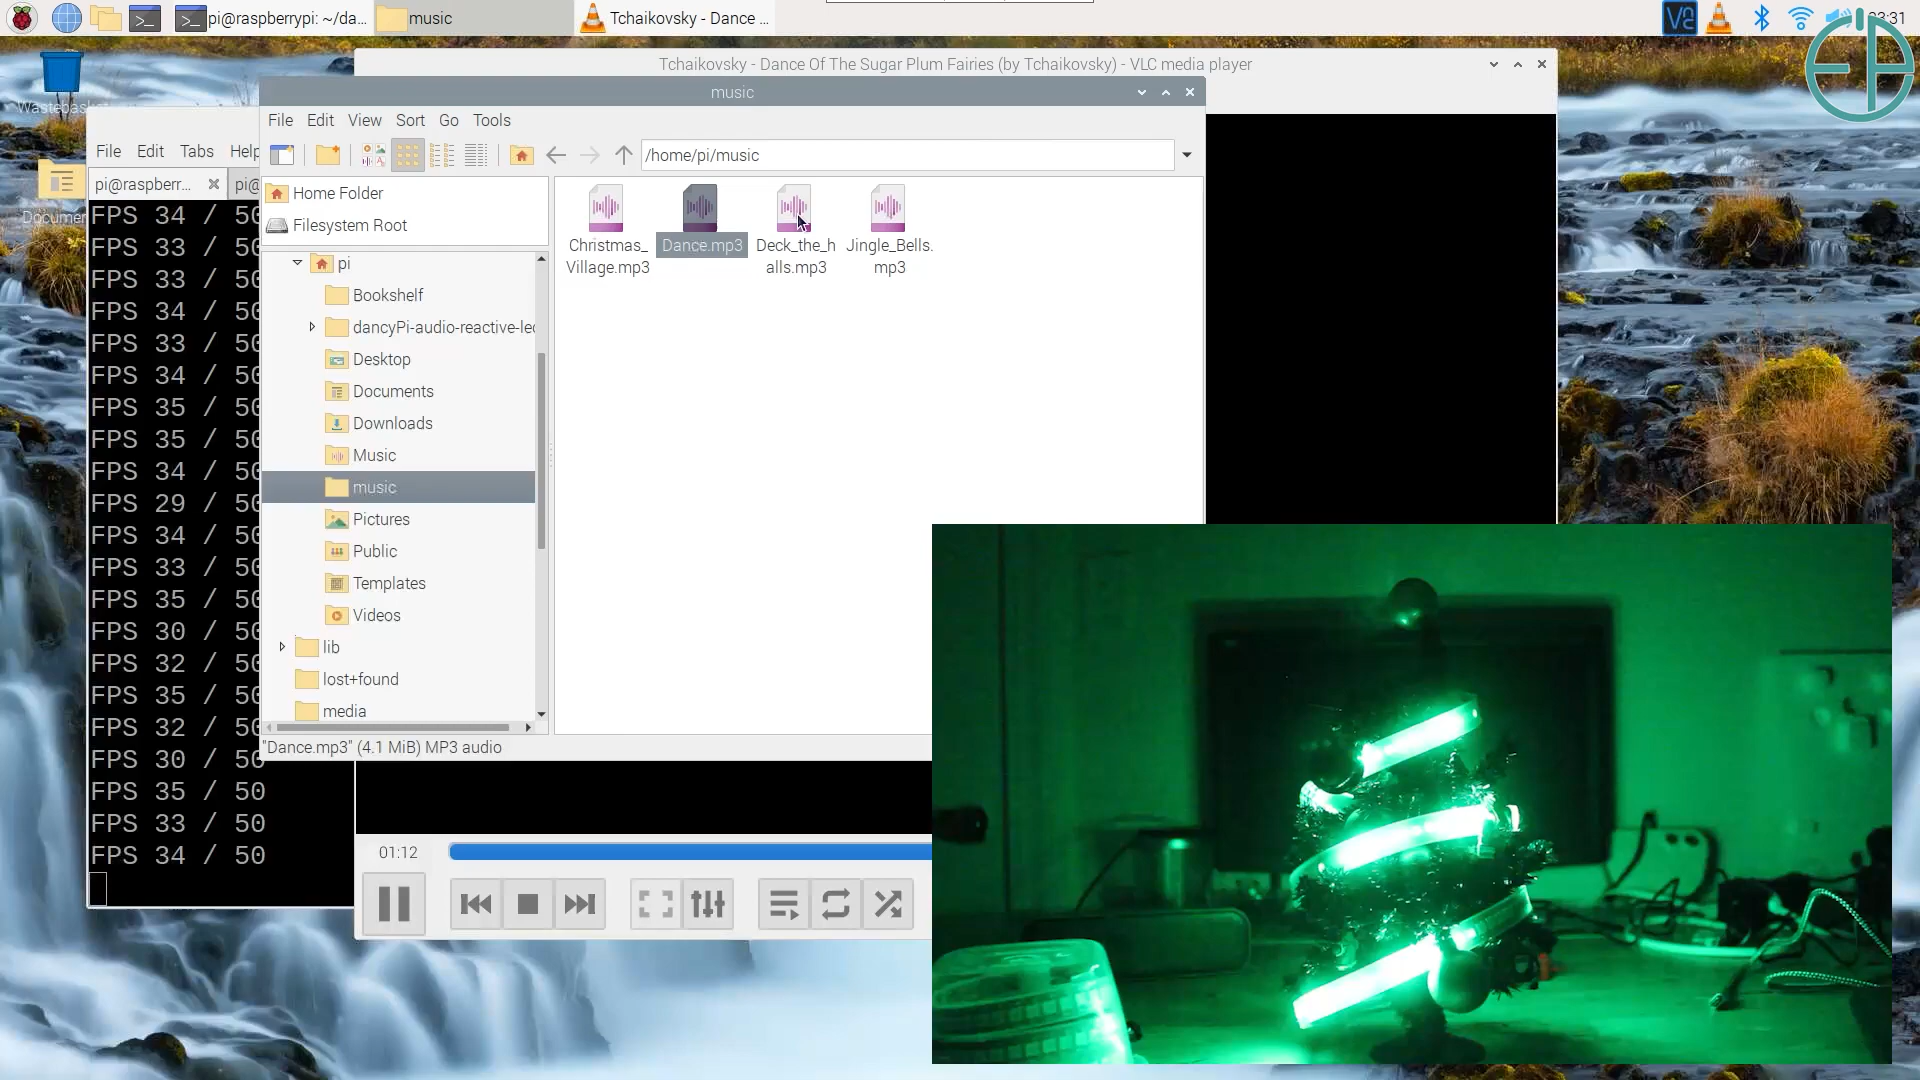 pi@raspberrypi: ~/da...
music
Tchaikovsky - Dance ...
Tchaikovsky - Dance Of The Sugar Plum Fairies (by Tchaikovsky) - VLC media player
Wastebasket
music
File Edit View Sort Go Tools
File Edit Tabs Help
/home/pi/music
pi@raspberr...
pi@
Home Folder
Filesystem Root
pi
Bookshelf
dancyPi-audio-reactive-led
Desktop
Documents
Downloads
Music
music
Pictures
Public
Templates
Videos
lib
lost+found
media
Christmas_
Village.mp3
Dance.mp3
Deck_the_h
alls.mp3
Jingle_Bells.
mp3
"Dance.mp3" (4.1 MiB) MP3 audio
Documen
FPS 34 / 50
FPS 33 / 50
FPS 33 / 50
FPS 34 / 50
FPS 33 / 50
FPS 34 / 50
FPS 35 / 50
FPS 35 / 50
FPS 34 / 50
FPS 29 / 50
FPS 34 / 50
FPS 33 / 50
FPS 35 / 50
FPS 30 / 50
FPS 32 / 50
FPS 35 / 50
FPS 32 / 50
FPS 30 / 50
FPS 35 / 50
FPS 33 / 50
FPS 34 / 50
01:12